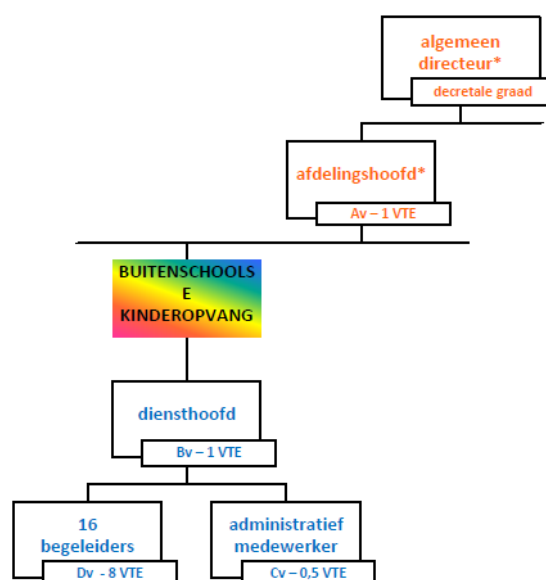 algemeen
directeur*
decretale graad
afdelingshoofd*
Av – 1 VTE
BUITENSCHOOLS
E
KINDEROPVANG
diensthoofd
Bv – 1 VTE
16
begeleiders
Dv - 8 VTE
administratief
medewerker
Cv – 0,5 VTE